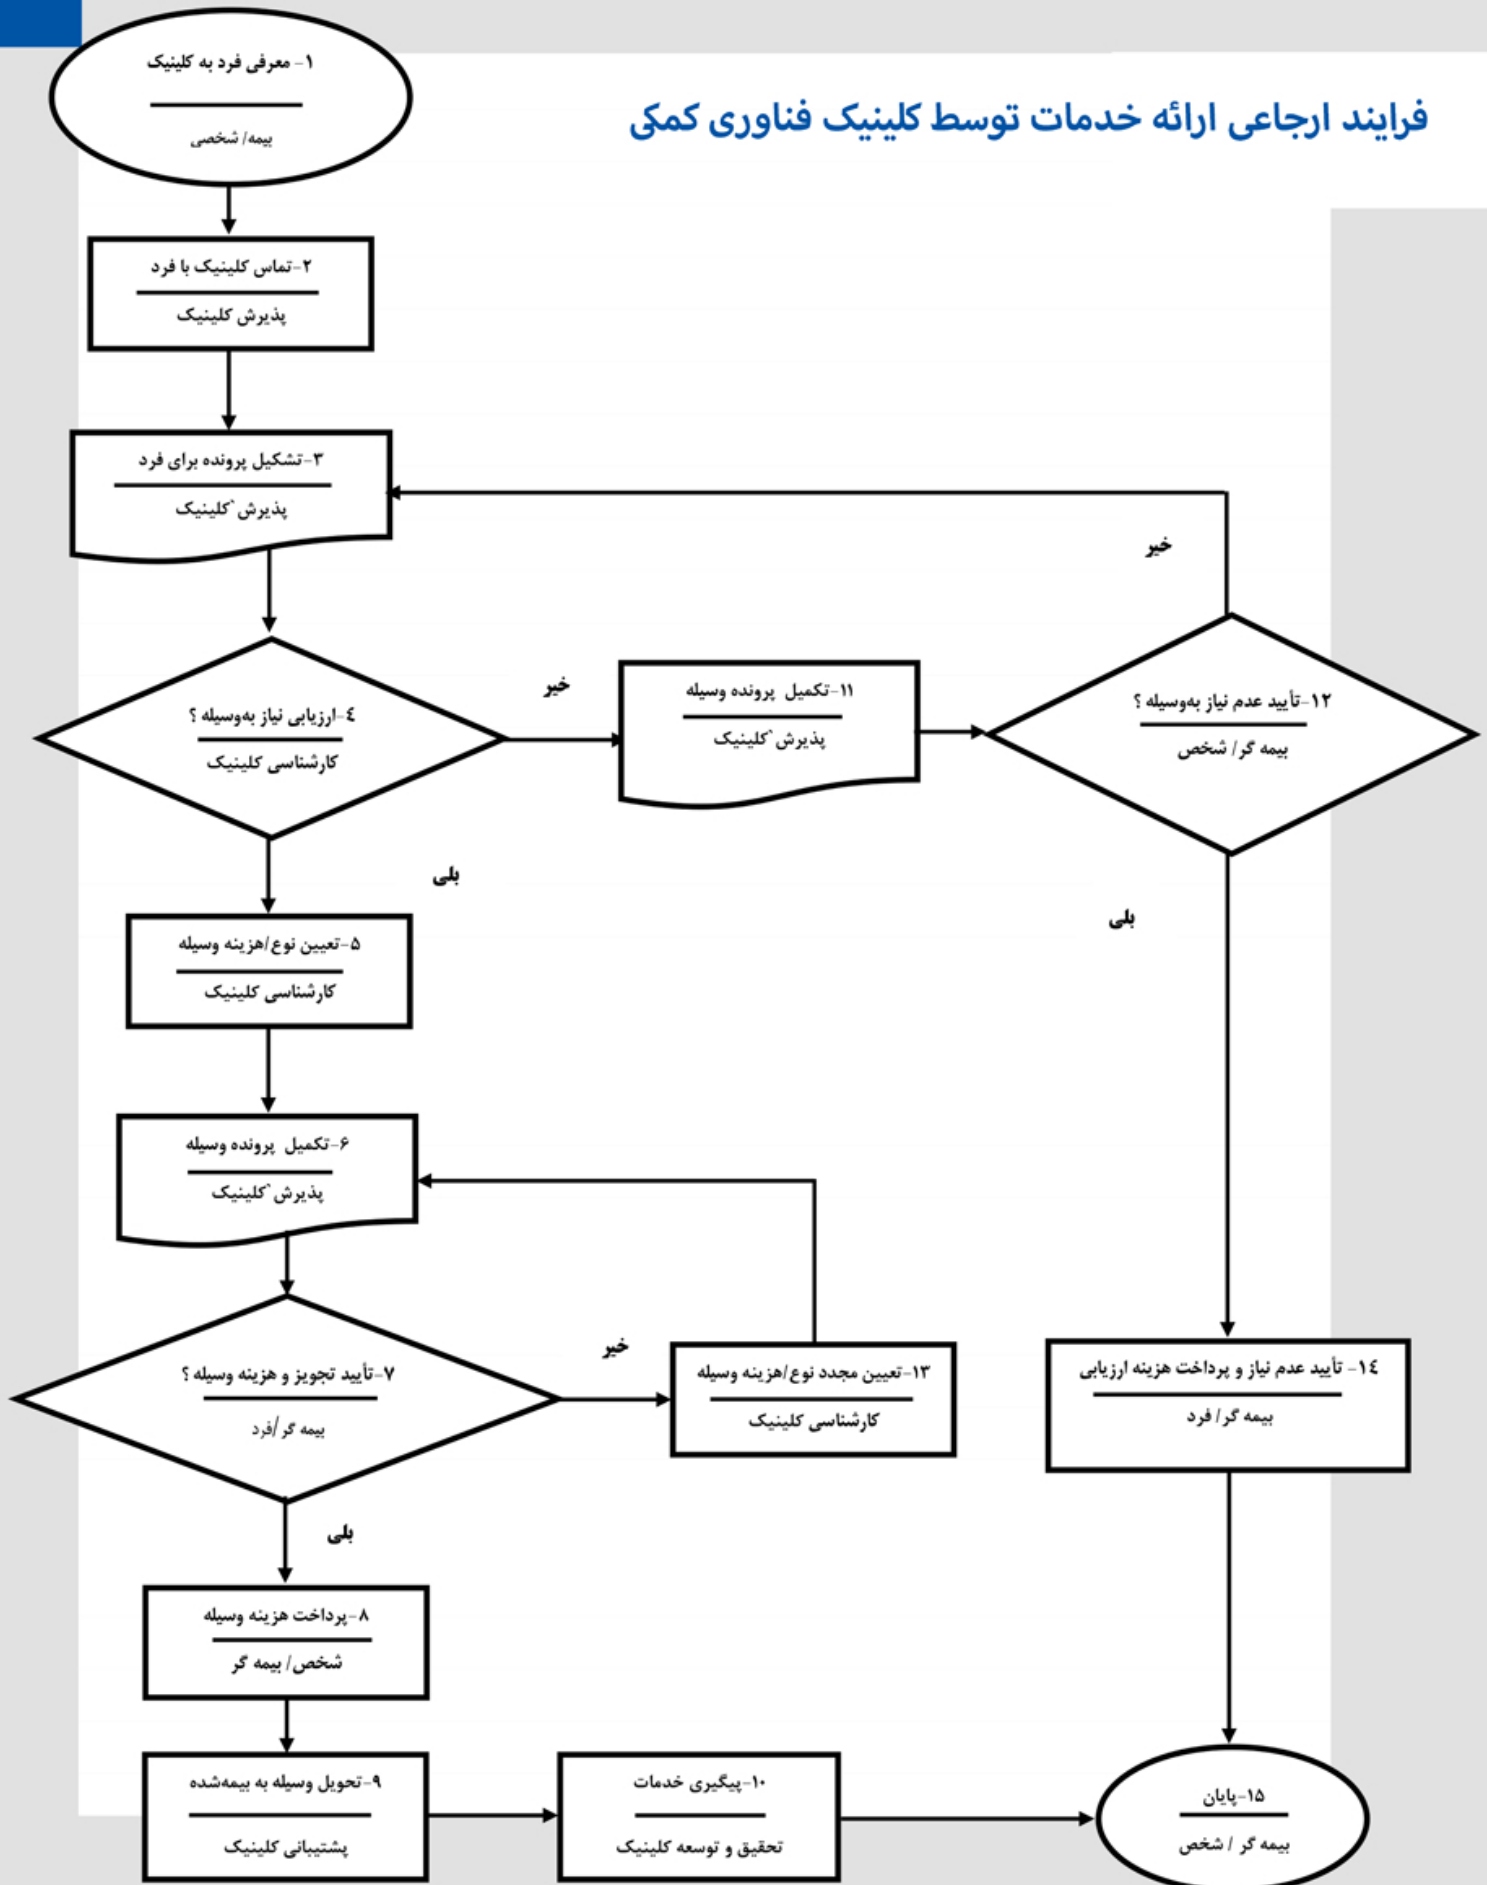 فرایند ارجاعی ارائه خدمات توسط کلینیک فناوری کمکی
۱- معرفی فرد به کلینیک
بیمه/ شخصی
۲-تماس کلینیک با فرد
پذیرش کلینیک
۳-تشکیل پرونده برای فرد
پذیرش کلینیک
خیر
٤-ارزیابی نیاز به‌وسیله ؟
کارشناسی کلینیک
خیر
۱۱-تکمیل پرونده وسیله
پذیرش کلینیک
۱۲-تأیید عدم نیاز به‌وسیله ؟
بیمه گر/ شخص
بلی
بلی
۵-تعیین نوع/هزینه وسیله
کارشناسی کلینیک
۶-تکمیل پرونده وسیله
پذیرش کلینیک
۷-تأیید تجویز و هزینه وسیله ؟
بیمه گر/فرد
خیر
۱۳-تعیین مجدد نوع/هزینه وسیله
کارشناسی کلینیک
۱٤- تأیید عدم نیاز و پرداخت هزینه ارزیابی
بیمه گر/ فرد
بلی
۸-پرداخت هزینه وسیله
شخص/ بیمه گر
۹-تحویل وسیله به بیمه‌شده
پشتیبانی کلینیک
۱۰-پیگیری خدمات
تحقیق و توسعه کلینیک
۱۵-پایان
بیمه گر / شخص